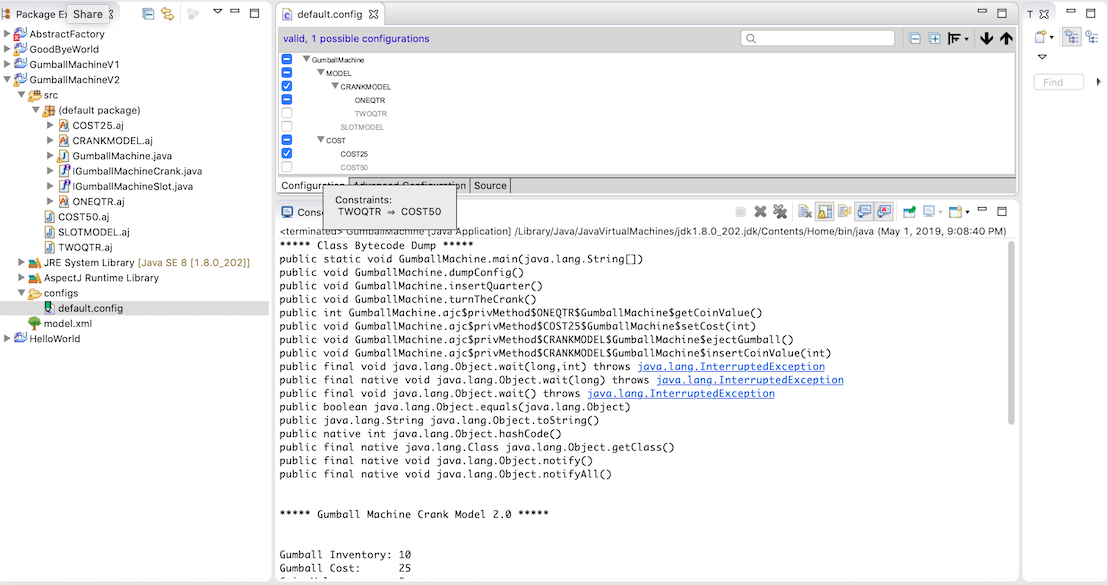 Package Ex
Share
AbstractFactory
GoodByeWorld
GumballMachineV1
GumballMachineV2
src
(default package)
COST25.aj
CRANKMODEL.aj
GumballMachine.java
IGumballMachineCrank.java
IGumballMachineSlot.java
ONEQTR.aj
COST50.aj
SLOTMODEL.aj
TWOQTR.aj
JRE System Library [Java SE 8 [1.8.0_202]]
AspectJ Runtime Library
configs
default.config
model.xml
HelloWorld
default.config
valid, 1 possible configurations
GumballMachine
MODEL
CRANKMODEL
ONEQTR
TWOQTR
SLOTMODEL
COST
COST25
COST50
Configuration Advanced Configuration Source
Constraints:
TWOQTR ⇒ COST50
Conso
<terminated> GumballMachine [Java Application] /Library/Java/JavaVirtualMachines/jdk1.8.0_202.jdk/Contents/Home/bin/java (May 1, 2019, 9:08:40 PM)
***** Class Bytecode Dump *****
public static void GumballMachine.main(java.lang.String[])
public void GumballMachine.dumpConfig()
public void GumballMachine.insertQuarter()
public void GumballMachine.turnTheCrank()
public int GumballMachine.ajc$privMethod$ONEQTR$GumballMachine$getCoinValue()
public void GumballMachine.ajc$privMethod$COST25$GumballMachine$setCost(int)
public void GumballMachine.ajc$privMethod$CRANKMODEL$GumballMachine$ejectGumball()
public void GumballMachine.ajc$privMethod$CRANKMODEL$GumballMachine$insertCoinValue(int)
public final void java.lang.Object.wait(long,int) throws java.lang.InterruptedException
public final native void java.lang.Object.wait(long) throws java.lang.InterruptedException
public final void java.lang.Object.wait() throws java.lang.InterruptedException
public boolean java.lang.Object.equals(java.lang.Object)
public java.lang.String java.lang.Object.toString()
public native int java.lang.Object.hashCode()
public final native java.lang.Class java.lang.Object.getClass()
public final native void java.lang.Object.notify()
public final native void java.lang.Object.notifyAll()
***** Gumball Machine Crank Model 2.0 *****
Gumball Inventory: 10
Gumball Cost: 25
T
Find